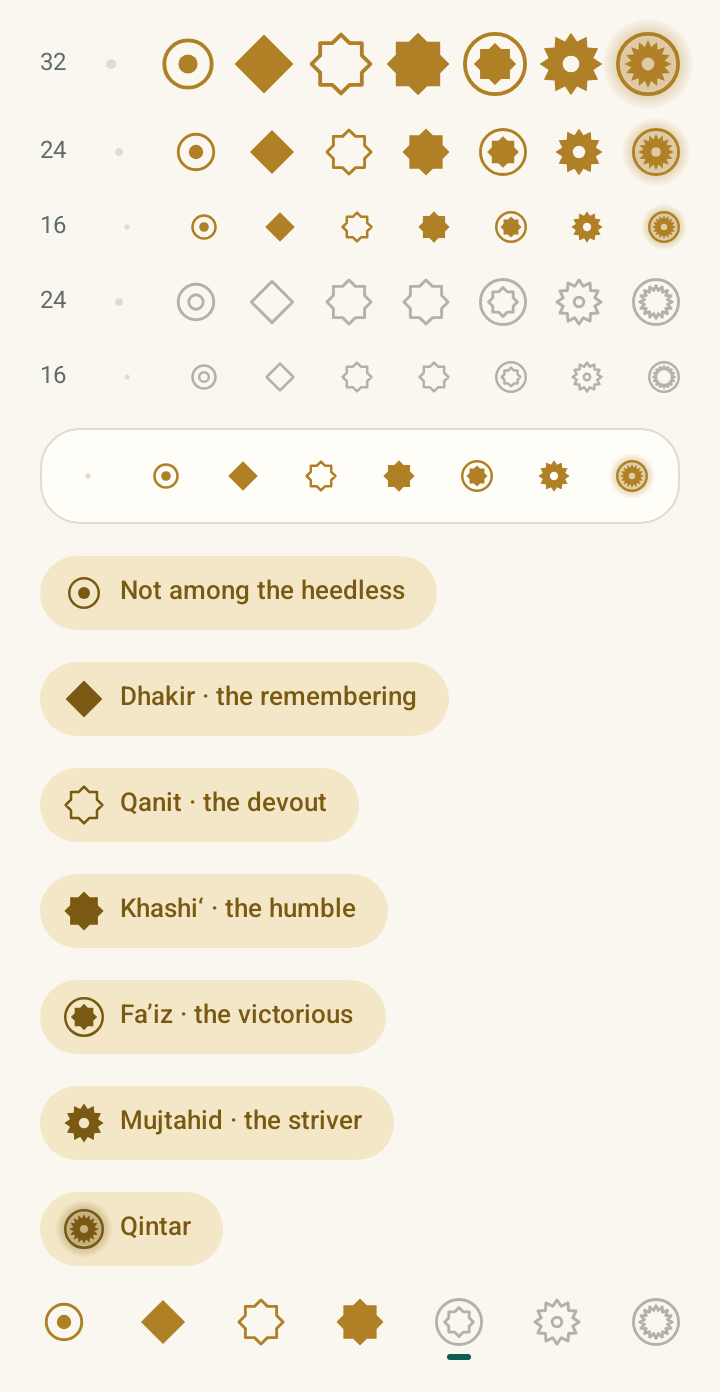 32
24
16
24
16
Not among the heedless
Dhakir · the remembering
Qanit · the devout
Khashi‘ · the humble
Fa’iz · the victorious
Mujtahid · the striver
Qintar